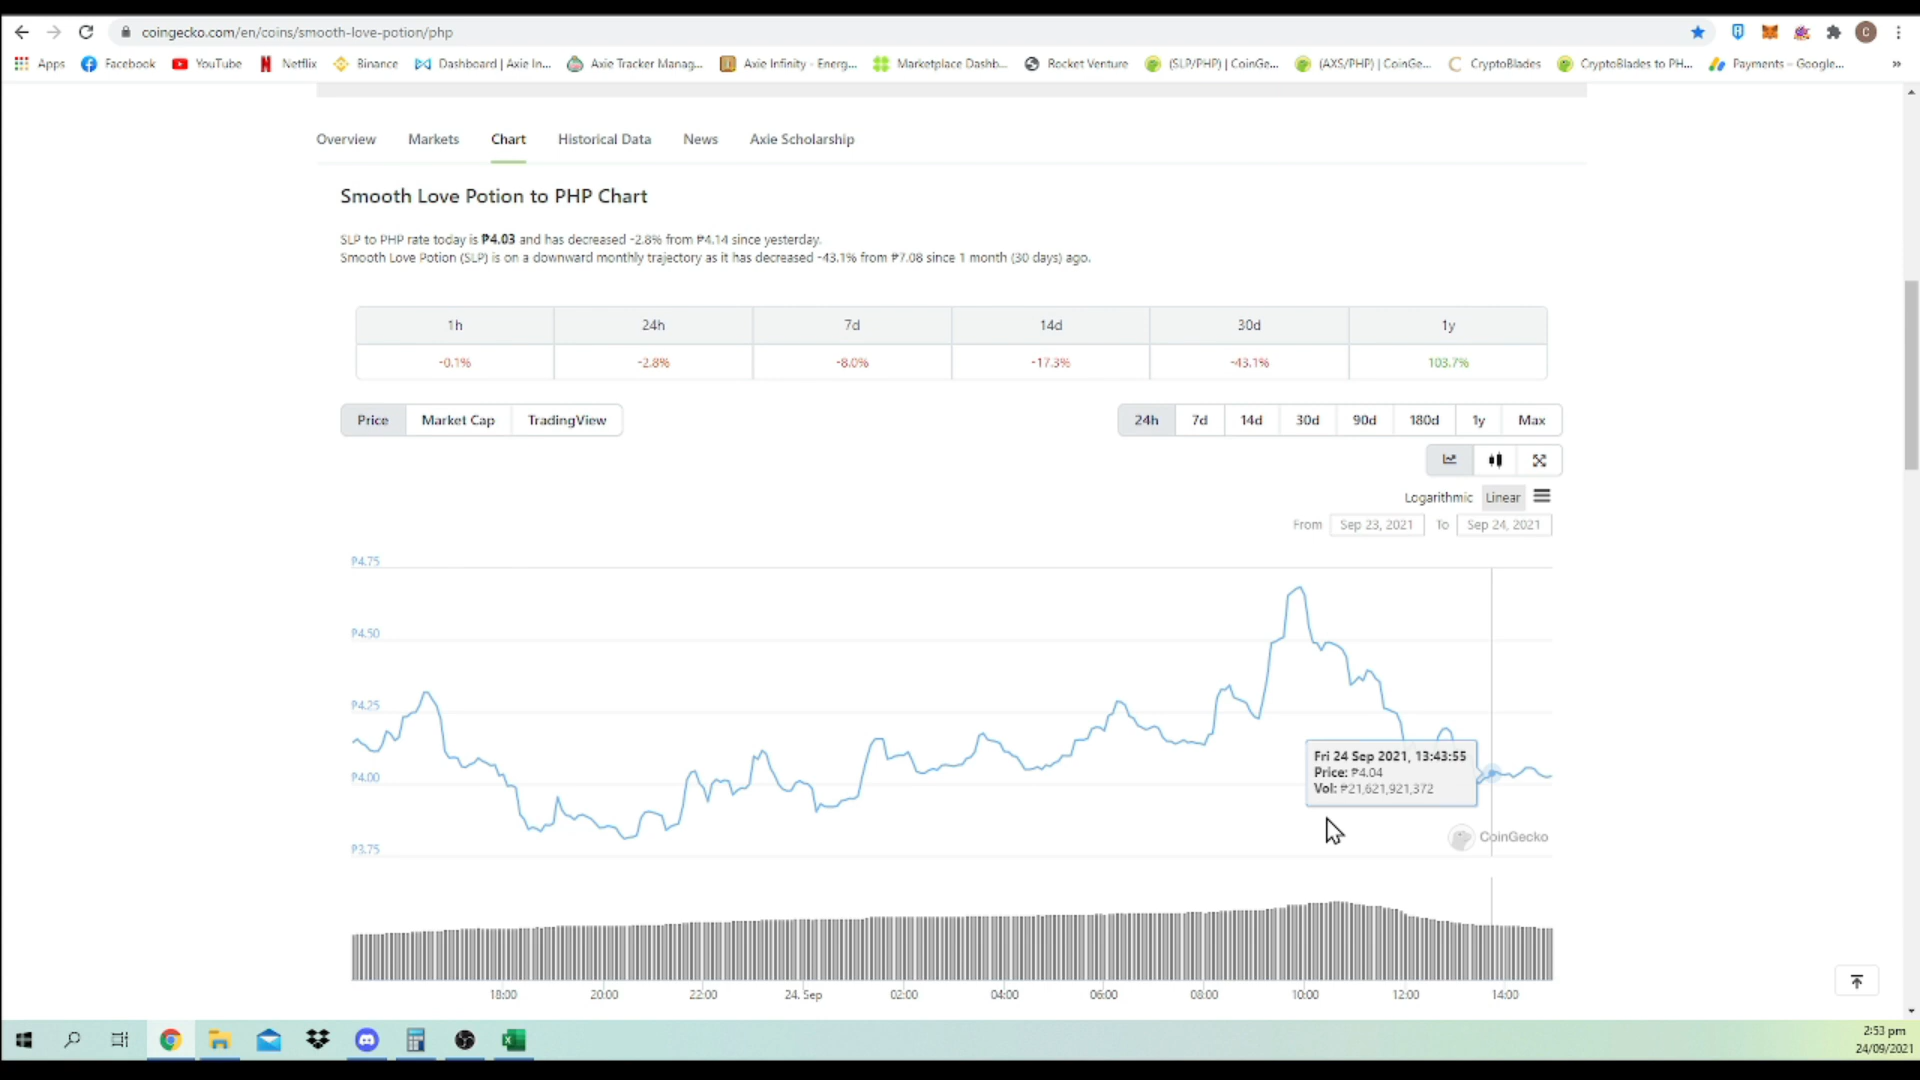 coingecko.com/en/coins/smooth-love-potion/php
Apps Facebook YouTube Netflix Binance Dashboard | Axie In... Axie Tracker Manag... Axie Infinity - Energ... Marketplace Dashb... Rocket Venture (SLP/PHP) | CoinGe... (AXS/PHP) | CoinGe... CryptoBlades CryptoBlades to PH... Payments – Google... »
Overview Markets Chart Historical Data News Axie Scholarship
Smooth Love Potion to PHP Chart
SLP to PHP rate today is ₱4.03 and has decreased -2.8% from ₱4.14 since yesterday.
Smooth Love Potion (SLP) is on a downward monthly trajectory as it has decreased -43.1% from ₱7.08 since 1 month (30 days) ago.
1h 24h 7d 14d 30d 1y
-0.1% -2.8% -8.0% -17.3% -43.1% 103.7%
Price Market Cap TradingView 24h 7d 14d 30d 90d 180d 1y Max
Logarithmic Linear
From Sep 23, 2021 To Sep 24, 2021
₱4.75
₱4.50
₱4.25
₱4.00
₱3.75
Fri 24 Sep 2021, 13:43:55
Price: ₱4.04
Vol: ₱21,621,921,372
CoinGecko
18:00 20:00 22:00 24. Sep 02:00 04:00 06:00 08:00 10:00 12:00 14:00
2:53 pm
24/09/2021